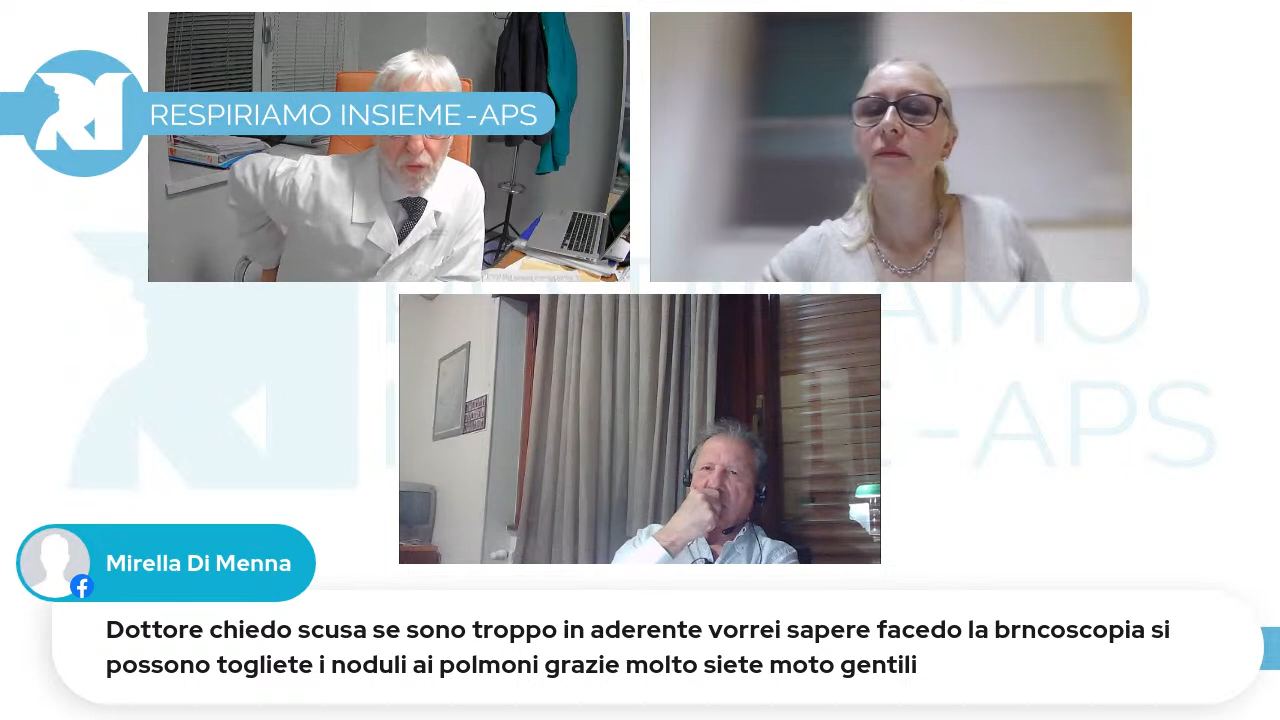 RESPIRIAMO INSIEME-APS
Mirella Di Menna
Dottore chiedo scusa se sono troppo in aderente vorrei sapere facedo la brncoscopia si
possono togliete i noduli ai polmoni grazie molto siete moto gentili